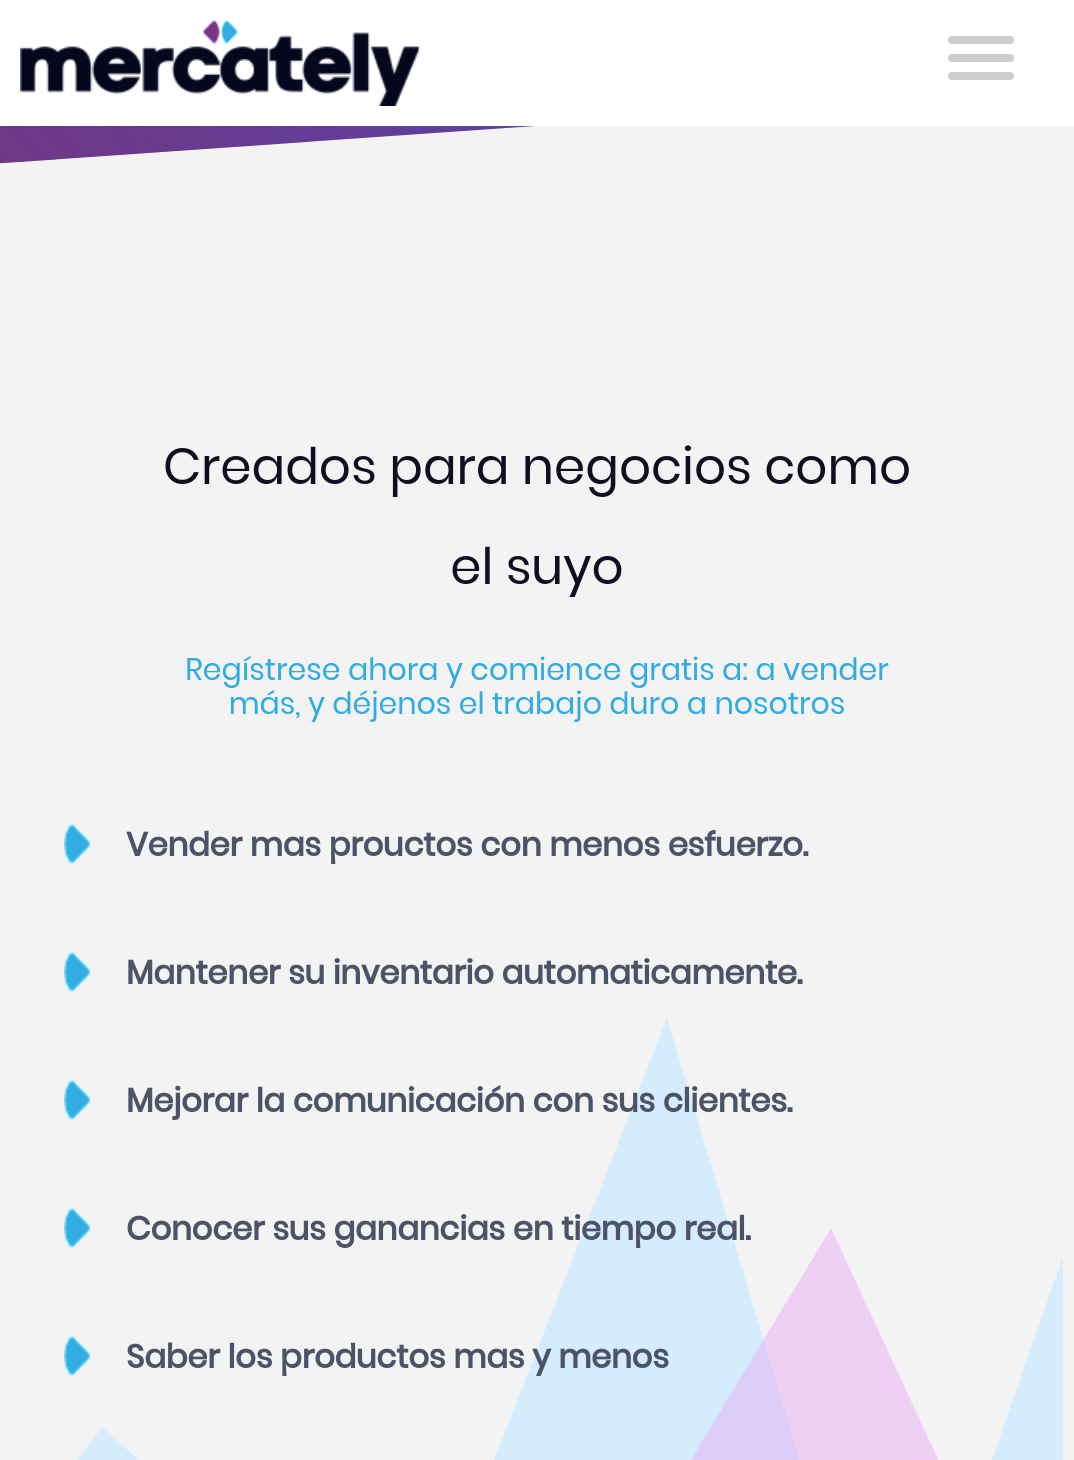 mercately
Creados para negocios como
el suyo
Regístrese ahora y comience gratis a: a vender
más, y déjenos el trabajo duro a nosotros
Vender mas prouctos con menos esfuerzo.
Mantener su inventario automaticamente.
Mejorar la comunicación con sus clientes.
Conocer sus ganancias en tiempo real.
Saber los productos mas y menos